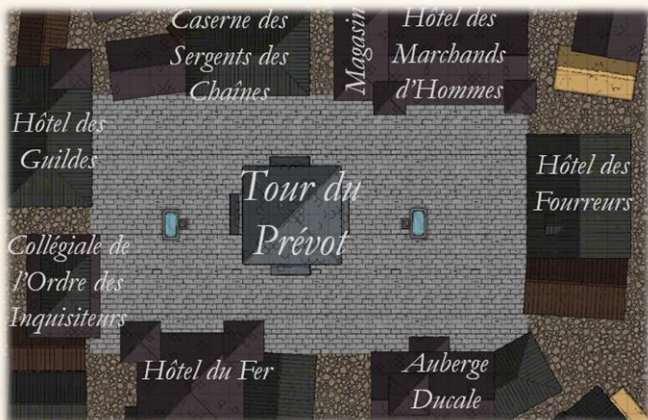 Caserne des
Sergents des
Chaînes
Magasin
Hôtel des
Marchands
d'Hommes
Hôtel des
Guildes
Tour du
Prévot
Hôtel des
Fourreurs
Collégiale de
l'Ordre des
Inquisiteurs
Hôtel du Fer
Auberge
Ducale